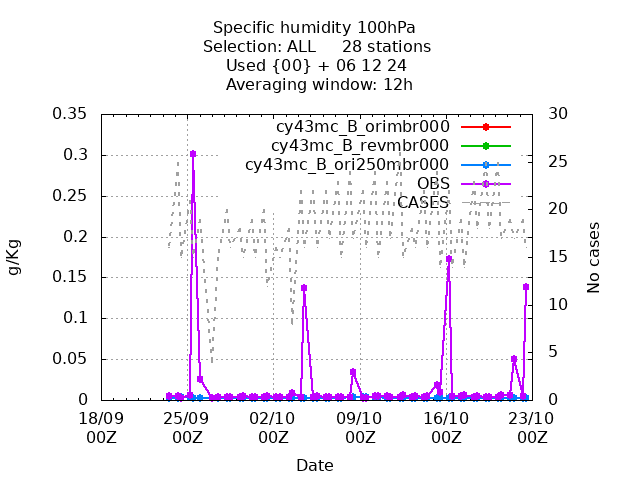 Specific humidity 100hPa
Selection: ALL 28 stations
Used {00} + 06 12 24
Averaging window: 12h
0.35
0.3
0.25
0.2
0.15
0.1
0.05
0
30
25
20
15
10
5
0
cy43mc_B_orimbr000
cy43mc_B_revmbr000
cy43mc_B_ori250mbr000
OBS
CASES
g/Kg
No cases
18/09 25/09 02/10 09/10 16/10 23/10
00Z 00Z 00Z 00Z 00Z 00Z
Date